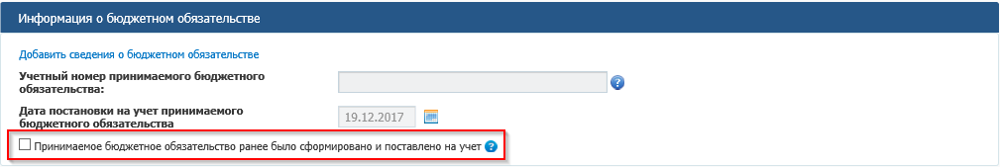 Информация о бюджетном обязательстве
Добавить сведения о бюджетном обязательстве
Учетный номер принимаемого бюджетного
обязательства:
Дата постановки на учет принимаемого
бюджетного обязательства
19.12.2017
Принимаемое бюджетное обязательство ранее было сформировано и поставлено на учет